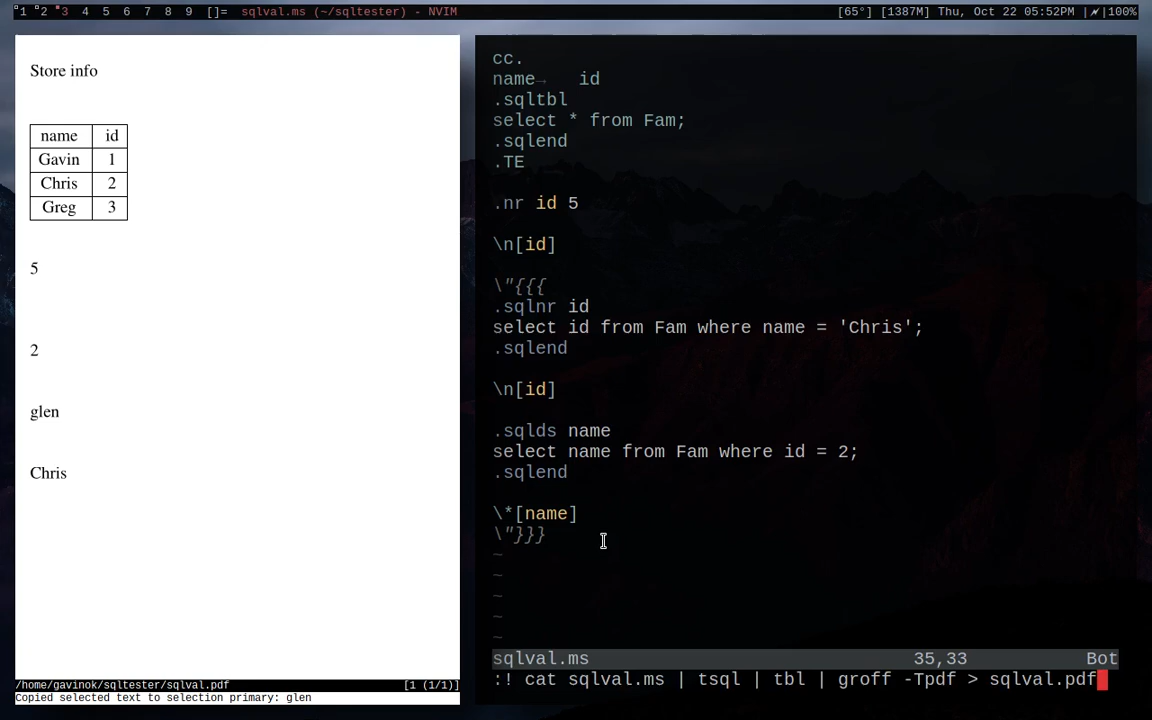 1 2 3 4 5 6 7 8 9 []= sqlval.ms (~/sqltester) - NVIM [65°] [1387M] Thu, Oct 22 05:52PM |⚡|100%
Store info
name id
Gavin 1
Chris 2
Greg 3
5
2
glen
Chris
/home/gavinok/sqltester/sqlval.pdf [1 (1/1)]
Copied selected text to selection primary: glen
cc.
name→ id
.sqltbl
select * from Fam;
.sqlend
.TE
.nr id 5
\n[id]
\"{{{
.sqlnr id
select id from Fam where name = 'Chris';
.sqlend
\n[id]
.sqlds name
select name from Fam where id = 2;
.sqlend
\*[name]
\"}}}
~
~
~
~
~
sqlval.ms 35,33 Bot
:! cat sqlval.ms | tsql | tbl | groff -Tpdf > sqlval.pdf